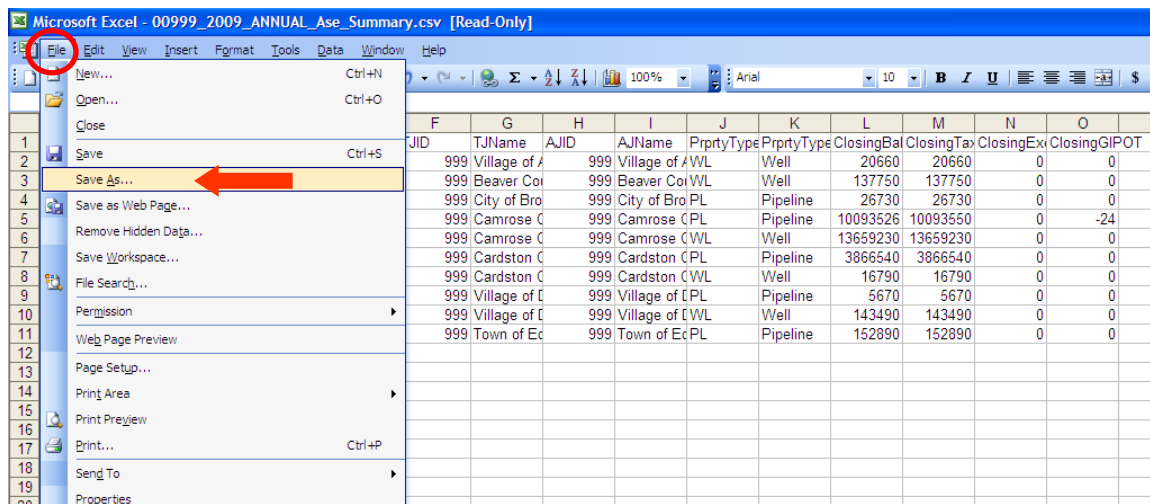 Microsoft Excel - 00999_2009_ANNUAL_Ase_Summary.csv [Read-Only]
File Edit View Insert Format Tools Data Window Help
Σ 100% Arial 10 B I U $
New... Ctrl+N
Open... Ctrl+O
Close
Save Ctrl+S
Save As...
Save as Web Page...
Remove Hidden Data...
Save Workspace...
File Search...
Permission
Web Page Preview
Page Setup...
Print Area
Print Preview
Print... Ctrl+P
Send To
Properties
F G H I J K L M N O
1 TJID TJName AJID AJName PrprtyType PrprtyType ClosingBal ClosingTax ClosingExe ClosingGIPOT
2 999 Village of A 999 Village of A WL Well 20660 20660 0 0
3 999 Beaver Cou 999 Beaver Cou WL Well 137750 137750 0 0
4 999 City of Bro 999 City of Bro PL Pipeline 26730 26730 0 0
5 999 Camrose C 999 Camrose C PL Pipeline 10093526 10093550 0 -24
6 999 Camrose C 999 Camrose C WL Well 13659230 13659230 0 0
7 999 Cardston C 999 Cardston C PL Pipeline 3866540 3866540 0 0
8 999 Cardston C 999 Cardston C WL Well 16790 16790 0 0
9 999 Village of D 999 Village of D PL Pipeline 5670 5670 0 0
10 999 Village of D 999 Village of D WL Well 143490 143490 0 0
11 999 Town of Ec 999 Town of Ec PL Pipeline 152890 152890 0 0
12
13
14
15
16
17
18
19